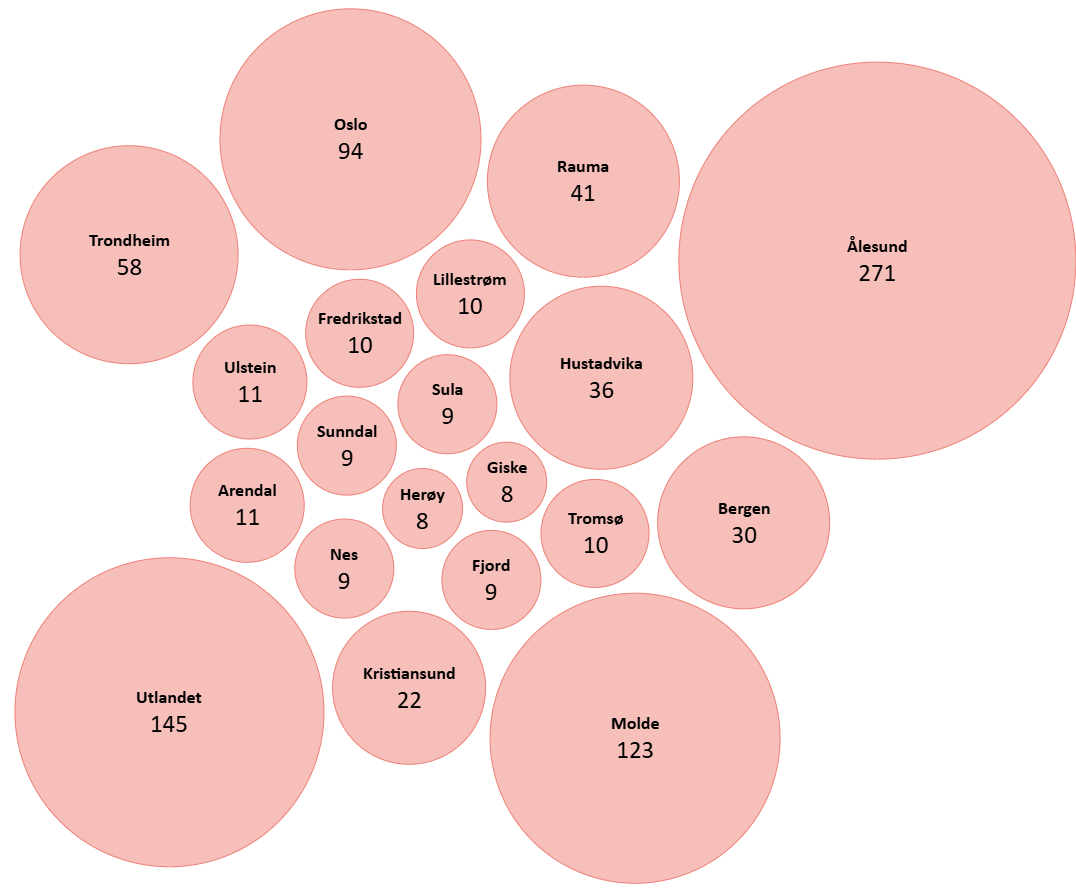 Oslo
94
Rauma
41
Trondheim
58
Ålesund
271
Lillestrøm
10
Fredrikstad
10
Ulstein
11
Hustadvika
36
Sula
9
Sunndal
9
Giske
8
Arendal
11
Herøy
8
Tromsø
10
Bergen
30
Nes
9
Fjord
9
Kristiansund
22
Utlandet
145
Molde
123